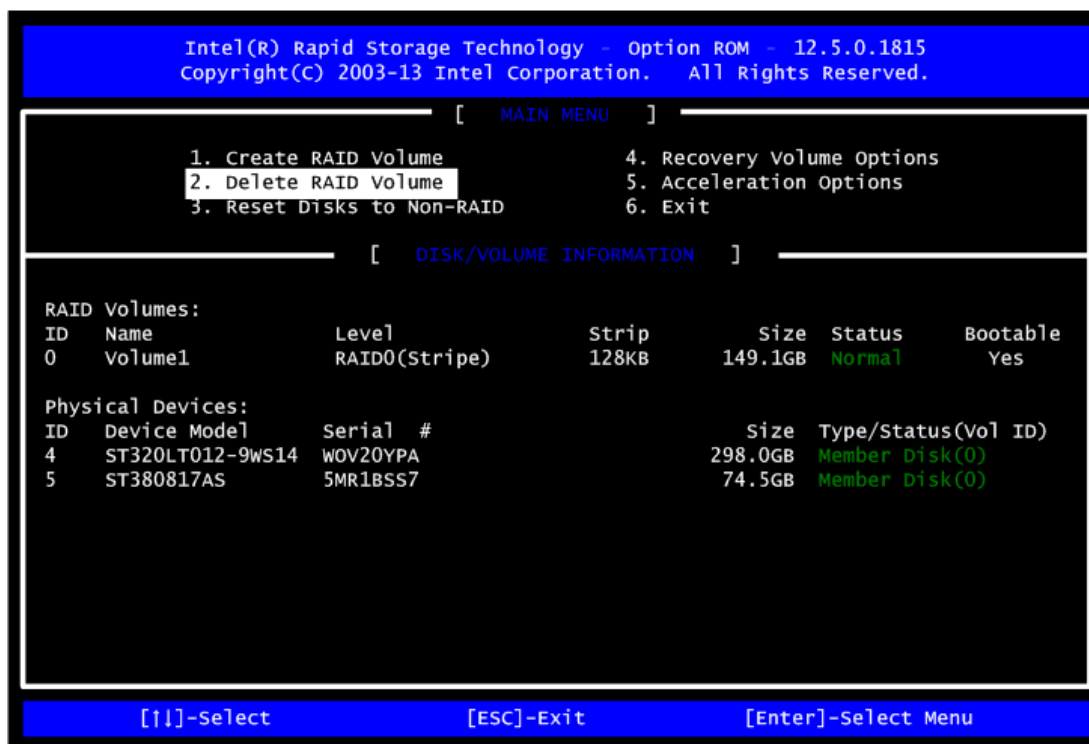 Intel(R) Rapid Storage Technology - Option ROM - 12.5.0.1815
Copyright(C) 2003-13 Intel Corporation. All Rights Reserved.
[ MAIN MENU ]
1. Create RAID Volume 4. Recovery Volume Options
2. Delete RAID Volume 5. Acceleration Options
3. Reset Disks to Non-RAID 6. Exit
[ DISK/VOLUME INFORMATION ]
RAID Volumes:
ID Name Level Strip Size Status Bootable
0 Volume1 RAID0(Stripe) 128KB 149.1GB Normal Yes
Physical Devices:
ID Device Model Serial # Size Type/Status(Vol ID)
4 ST320LT012-9WS14 W0V20YPA 298.0GB Member Disk(0)
5 ST380817AS 5MR1BSS7 74.5GB Member Disk(0)
[↑↓]-Select [ESC]-Exit [Enter]-Select Menu